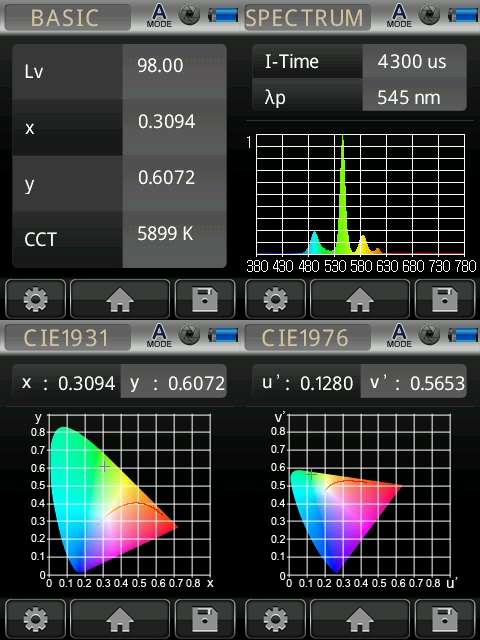 BASIC
A
MODE
Lv 98.00
x 0.3094
y 0.6072
CCT 5899 K
SPECTRUM
A
MODE
I-Time 4300 us
λp 545 nm
1
380 430 480 530 580 630 680 730 780
CIE1931
A
MODE
x : 0.3094 y : 0.6072
y
0.8
0.7
0.6
0.5
0.4
0.3
0.2
0.1
0
0 0.1 0.2 0.3 0.4 0.5 0.6 0.7 0.8 x
CIE1976
A
MODE
u' : 0.1280 v' : 0.5653
v'
0.8
0.7
0.6
0.5
0.4
0.3
0.2
0.1
0
0 0.1 0.2 0.3 0.4 0.5 0.6 0.7 0.8 u'